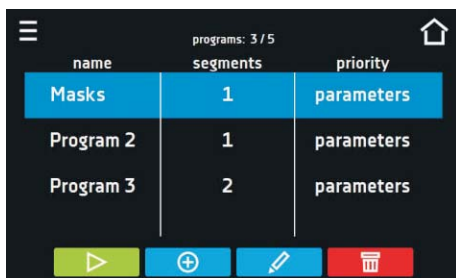 programs: 3 / 5
name segments priority
Masks 1 parameters
Program 2 1 parameters
Program 3 2 parameters